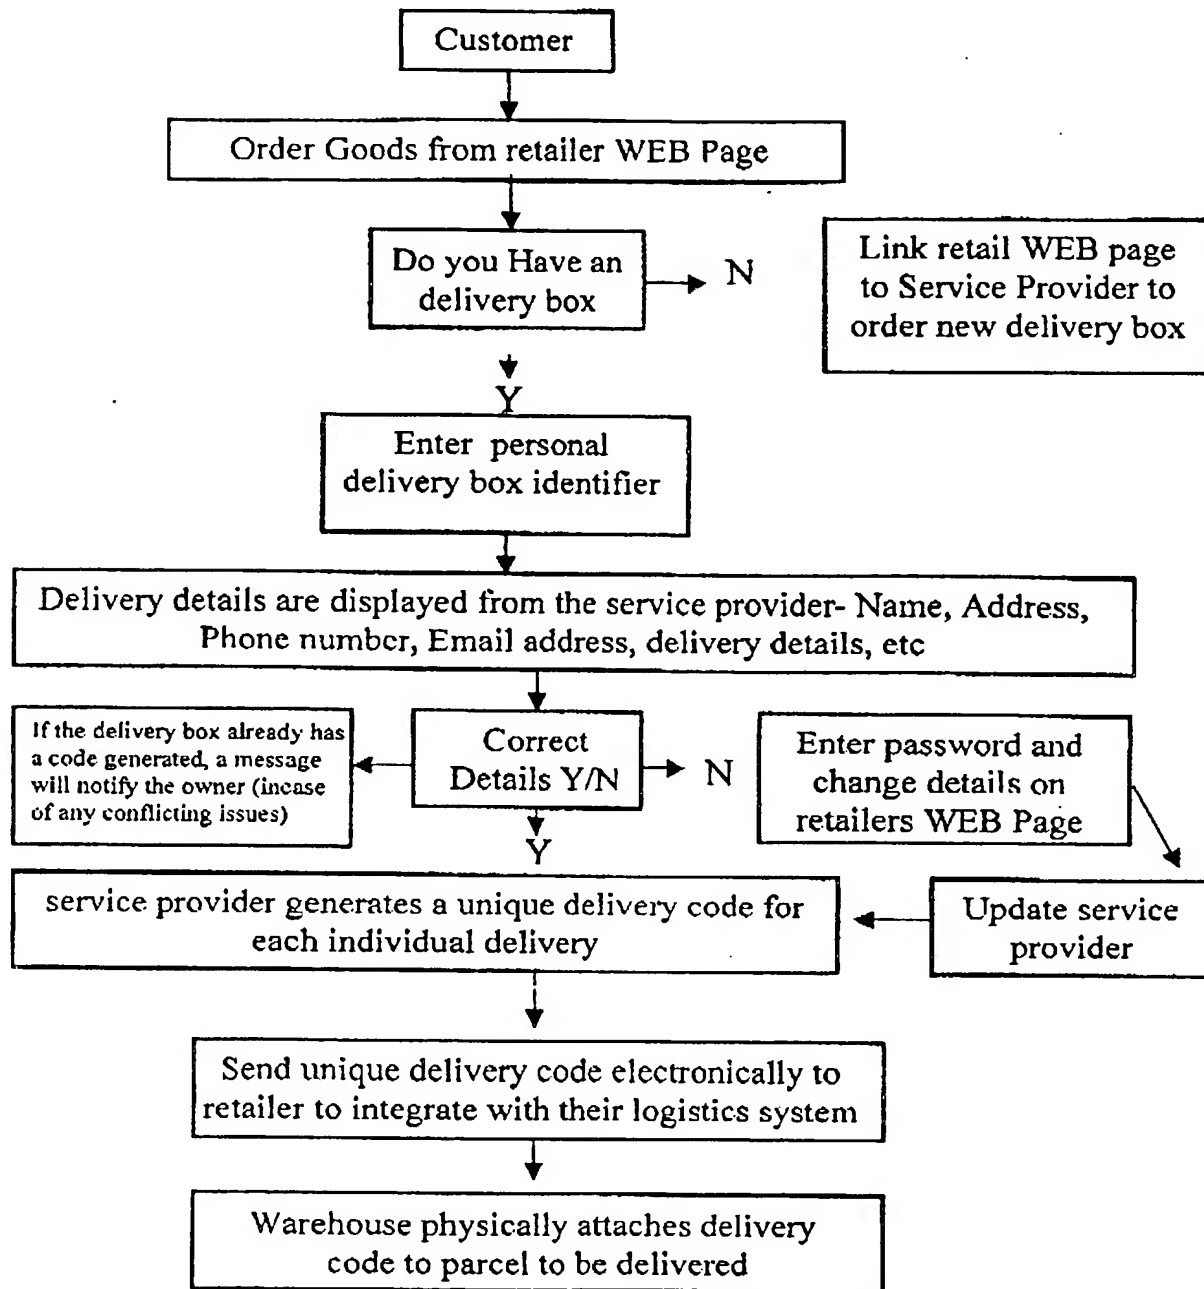 Customer
Order Goods from retailer WEB Page
Do you Have an
delivery box
N
Link retail WEB page
to Service Provider to
order new delivery box
Y
Enter personal
delivery box identifier
Delivery details are displayed from the service provider- Name, Address,
Phone number, Email address, delivery details, etc
If the delivery box already has
a code generated, a message
will notify the owner (incase
of any conflicting issues)
Correct
Details Y/N
N
Enter password and
change details on
retailers WEB Page
Y
service provider generates a unique delivery code for
each individual delivery
Update service
provider
Send unique delivery code electronically to
retailer to integrate with their logistics system
Warehouse physically attaches delivery
code to parcel to be delivered